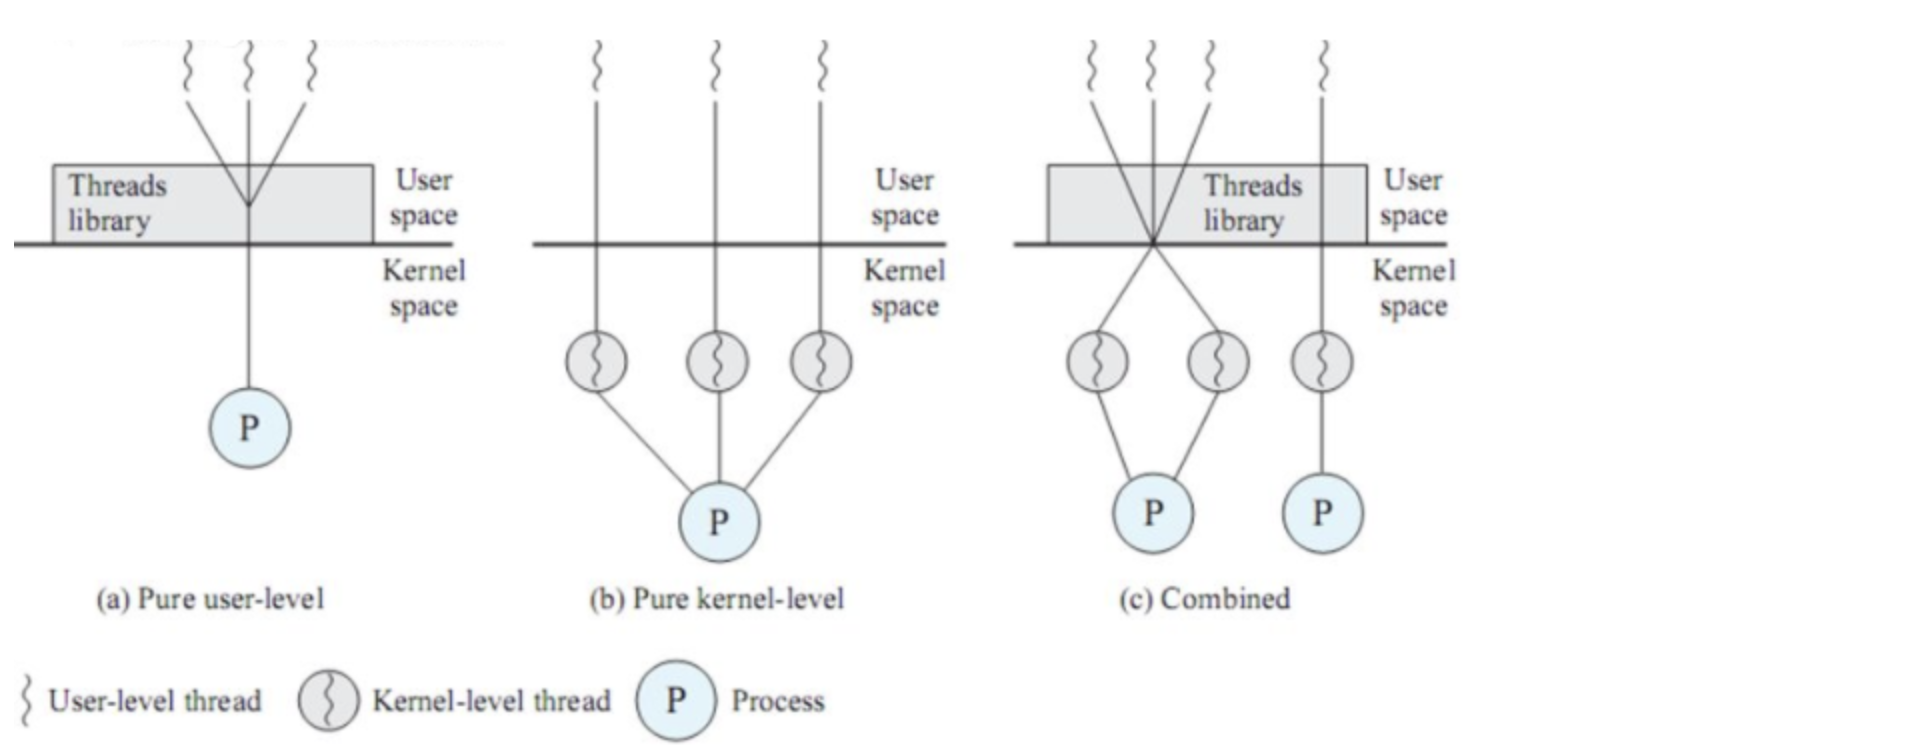 Threads
library
User
space
Kernel
space
P
(a) Pure user-level
User
space
Kernel
space
P
(b) Pure kernel-level
Threads
library
User
space
Kernel
space
P
P
(c) Combined
User-level thread
Kernel-level thread
P
Process